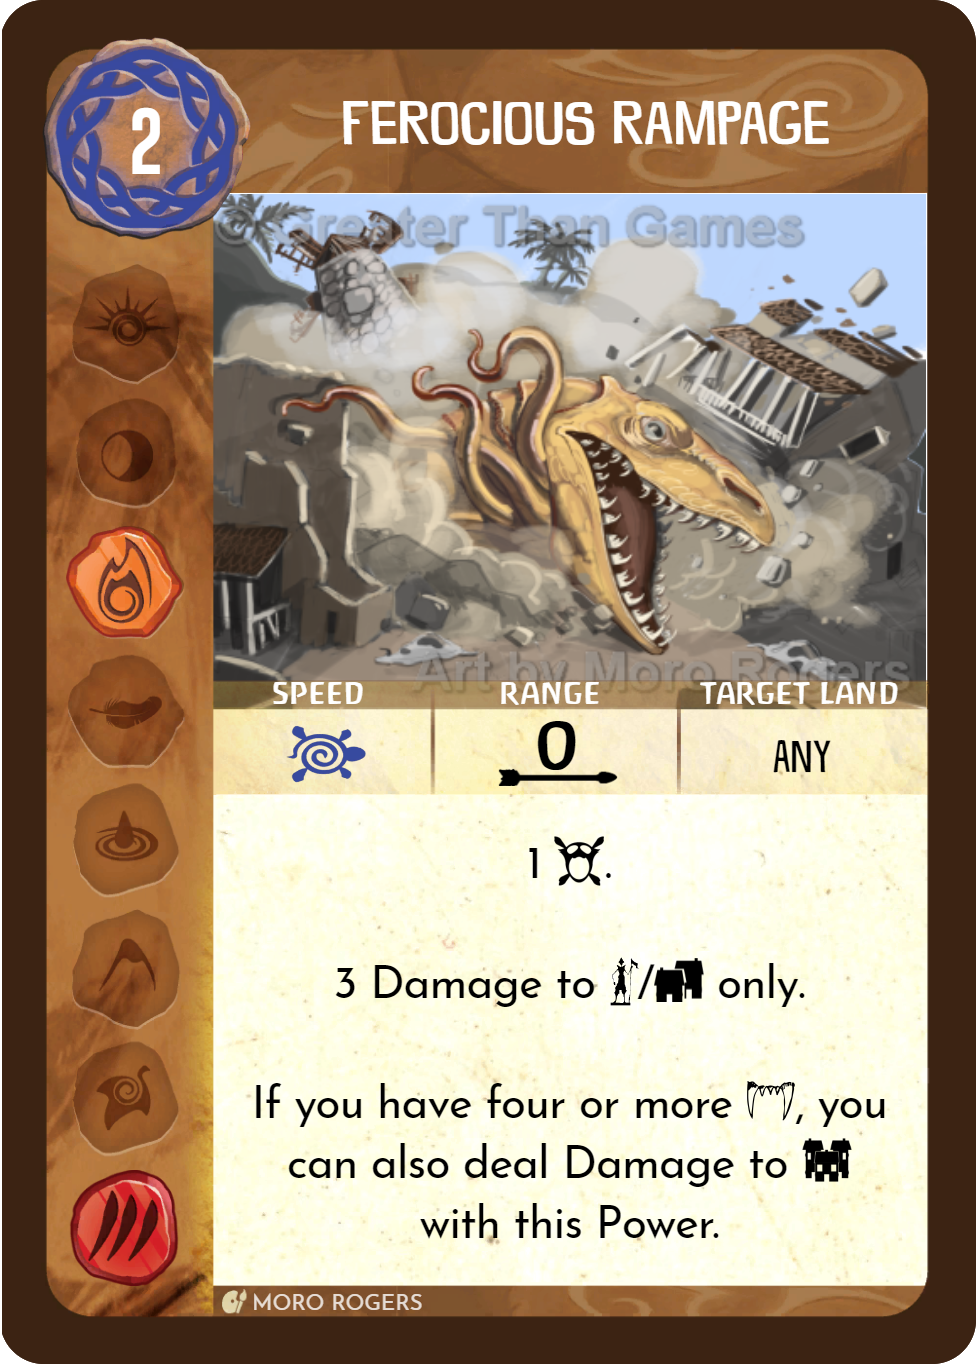 2
FEROCIOUS RAMPAGE
© Greater Than Games
Art by Moro Rogers
SPEED RANGE TARGET LAND
0 ANY
1 .
3 Damage to / only.
If you have four or more , you
can also deal Damage to
with this Power.
MORO ROGERS